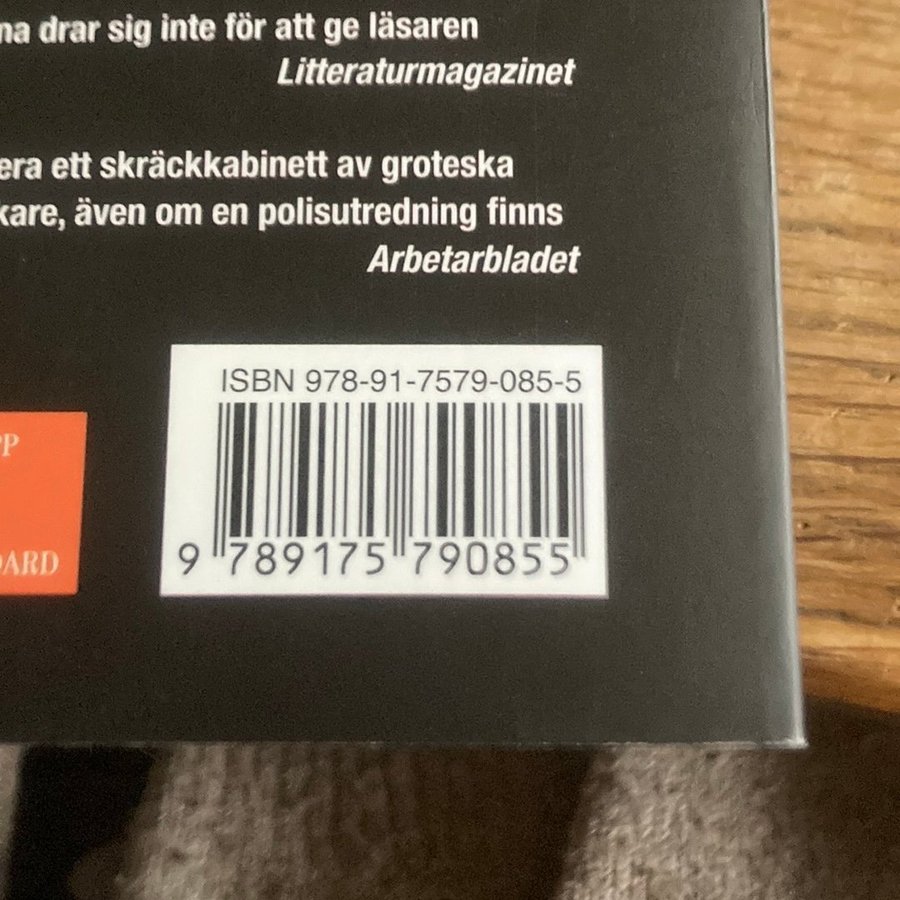 drar sig inte för att ge läsaren
Litteraturmagazinet
ett skräckkabinett av groteska
även om en polisutredning finns
Arbetarbladet
ISBN 978-91-7579-085-5
9 789175 790855